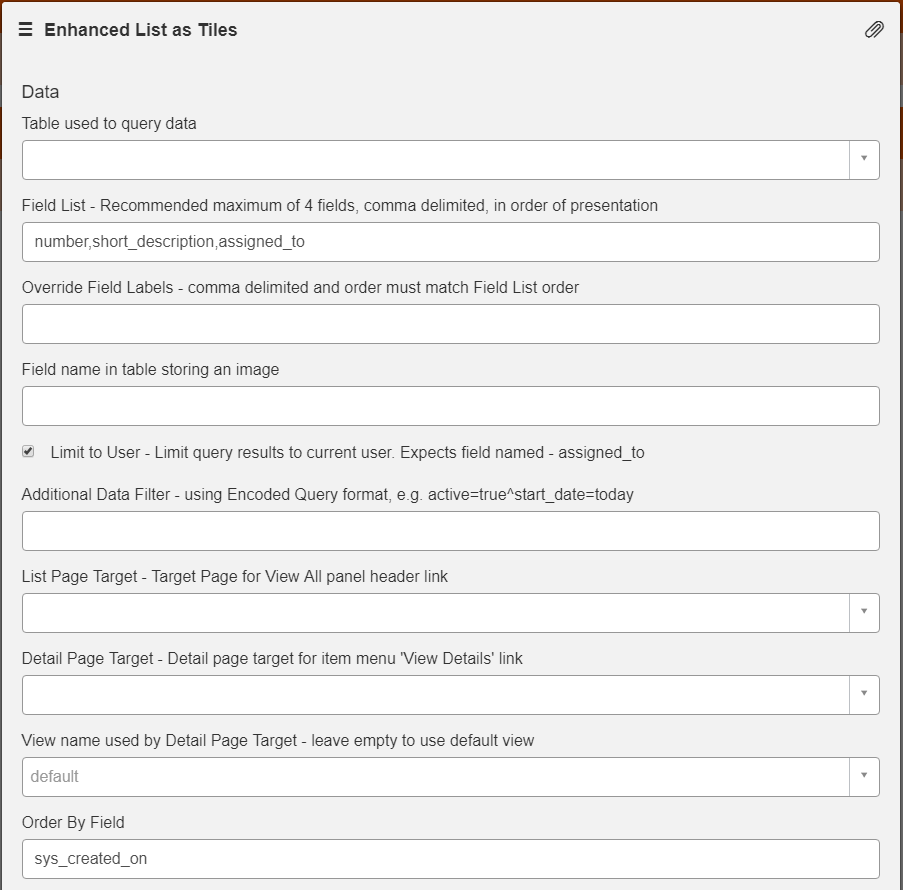 Enhanced List as Tiles
Data
Table used to query data
Field List - Recommended maximum of 4 fields, comma delimited, in order of presentation
number,short_description,assigned_to
Override Field Labels - comma delimited and order must match Field List order
Field name in table storing an image
Limit to User - Limit query results to current user. Expects field named - assigned_to
Additional Data Filter - using Encoded Query format, e.g. active=true^start_date=today
List Page Target - Target Page for View All panel header link
Detail Page Target - Detail page target for item menu 'View Details' link
View name used by Detail Page Target - leave empty to use default view
default
Order By Field
sys_created_on